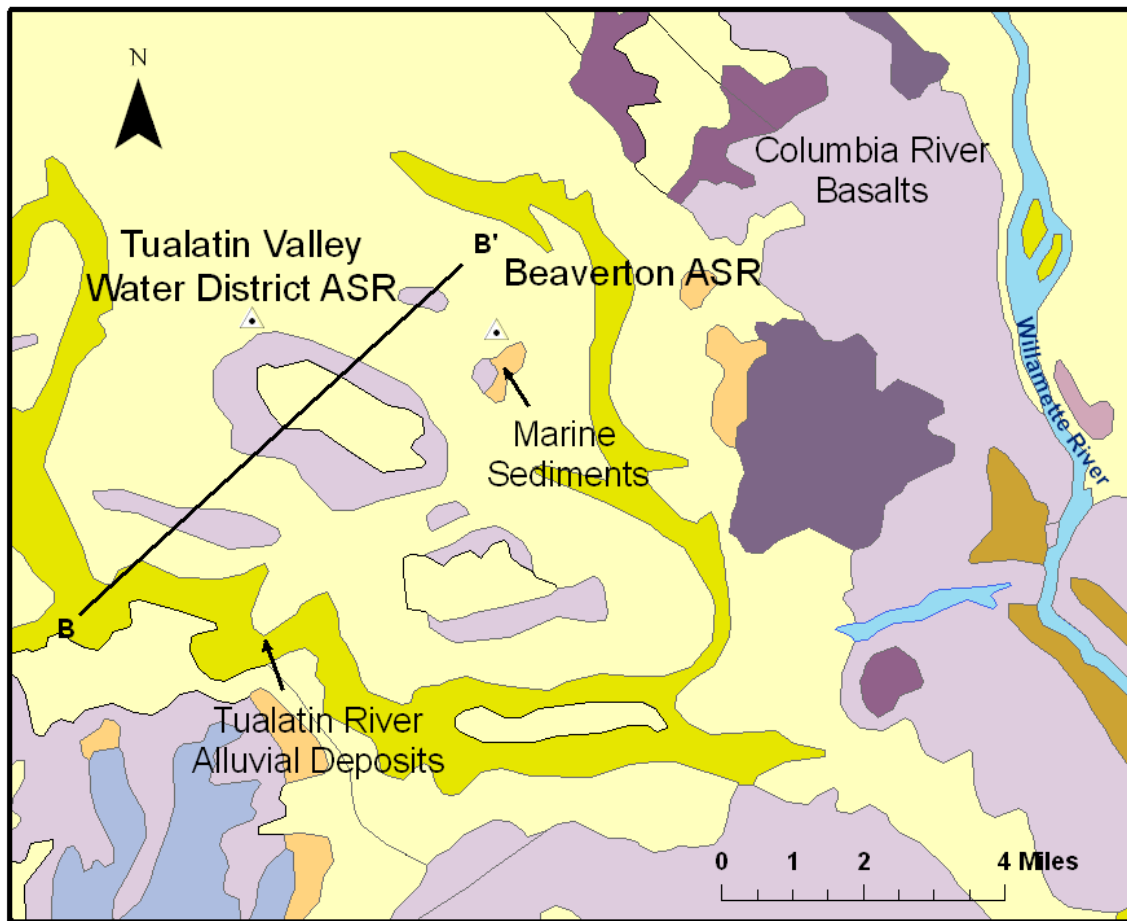 N
Columbia River
Basalts
Tualatin Valley
Water District ASR
B'
Beaverton ASR
Willamette River
Marine
Sediments
B
Tualatin River
Alluvial Deposits
0 1 2 4 Miles